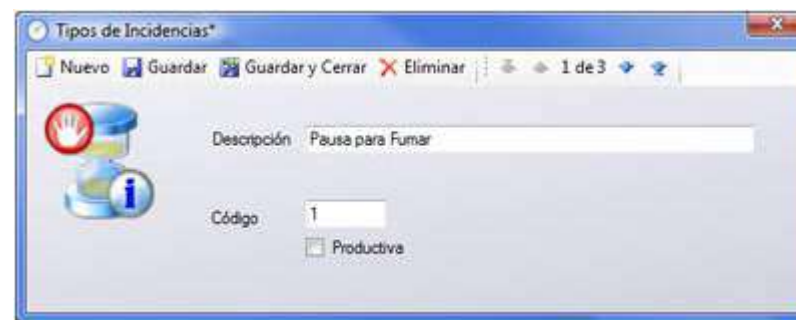 Tipos de Incidencias*
Nuevo Guardar Guardar y Cerrar Eliminar 1 de 3
Descripción Pausa para Fumar
Código 1
Productiva